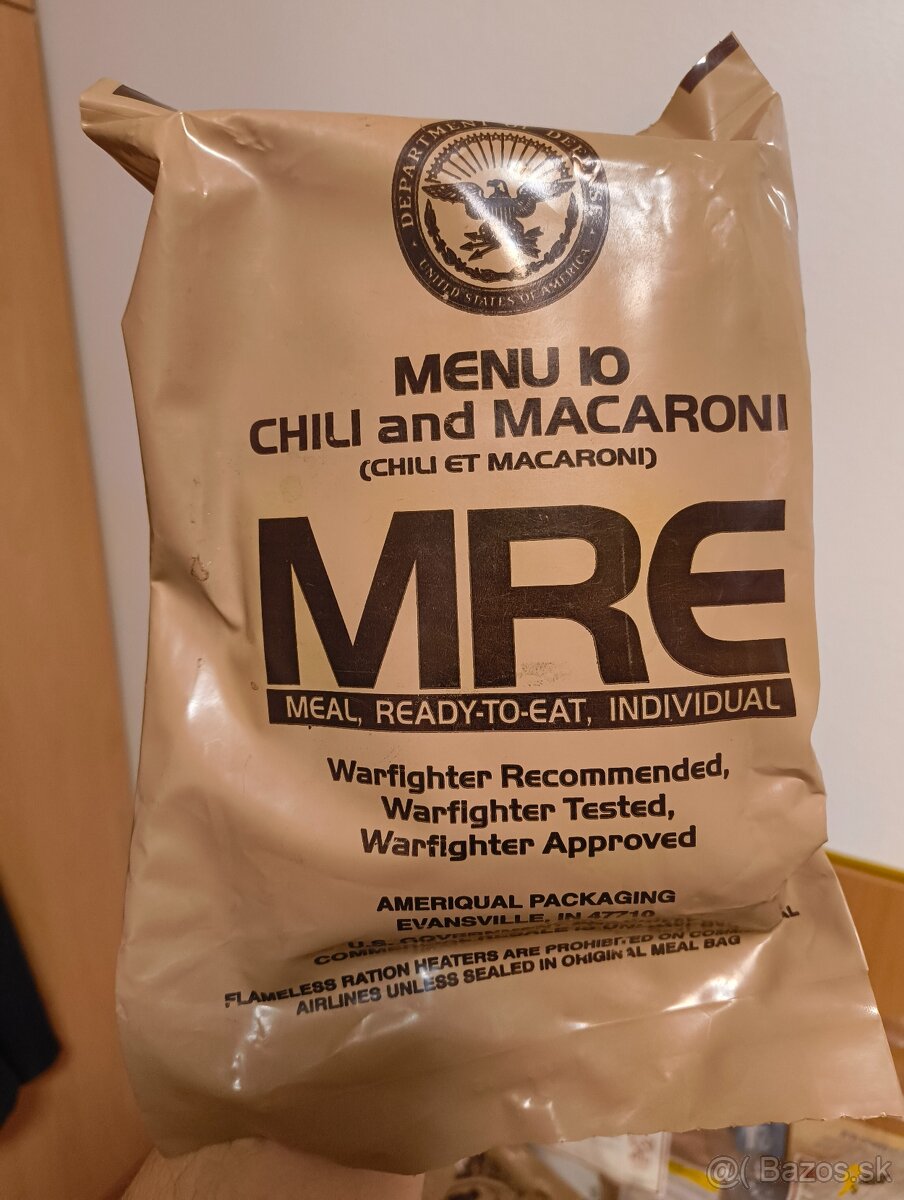 DEPARTMENT OF DEFENSE
UNITED STATES OF AMERICA
MENU 10
CHILI and MACARONI
(CHILI ET MACARONI)
MRE
MEAL, READY-TO-EAT, INDIVIDUAL
Warfighter Recommended,
Warfighter Tested,
Warfighter Approved
AMERIQUAL PACKAGING
EVANSVILLE, IN 47710
U.S.
FLAMELESS RATION HEATERS ARE PROHIBITED ON
AIRLINES UNLESS SEALED IN ORIGINAL MEAL BAG
@( Bazos.sk